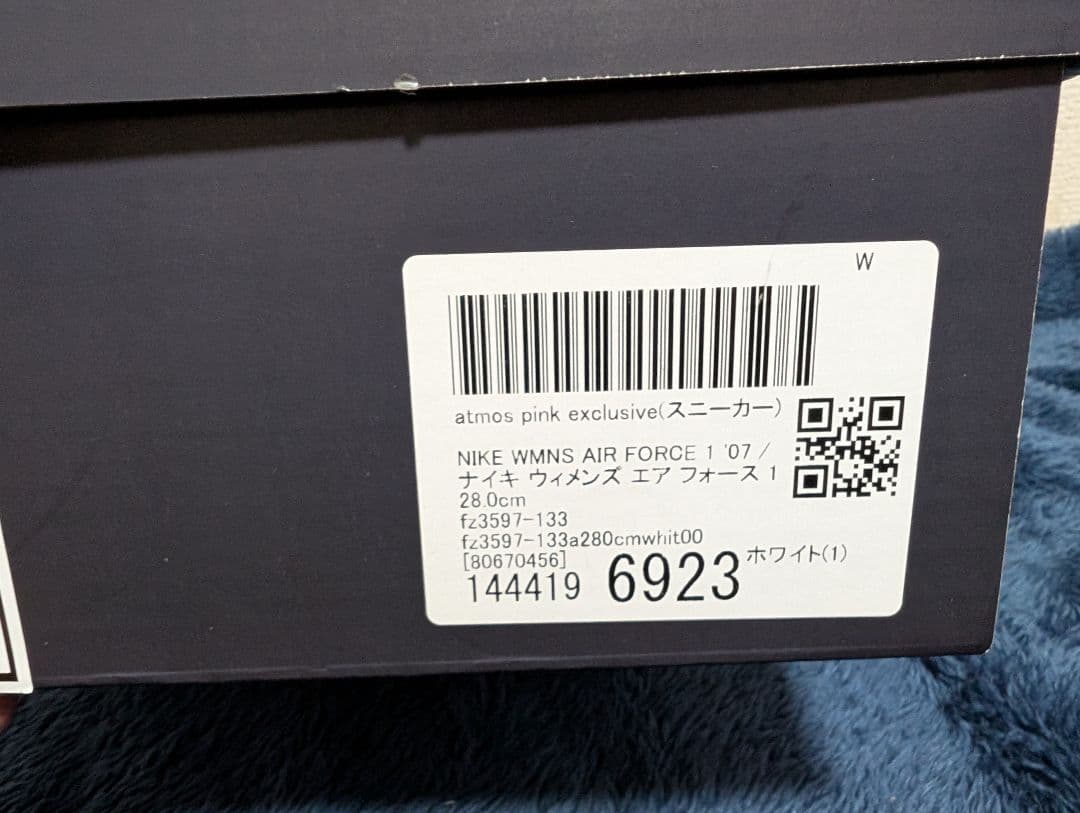 W
atmos pink exclusive(スニーカー)
NIKE WMNS AIR FORCE 1 '07 /
ナイキ ウィメンズ エア フォース 1
28.0cm
fz3597-133
fz3597-133a280cmwhit00
[80670456]
ホワイト(1)
144419 6923